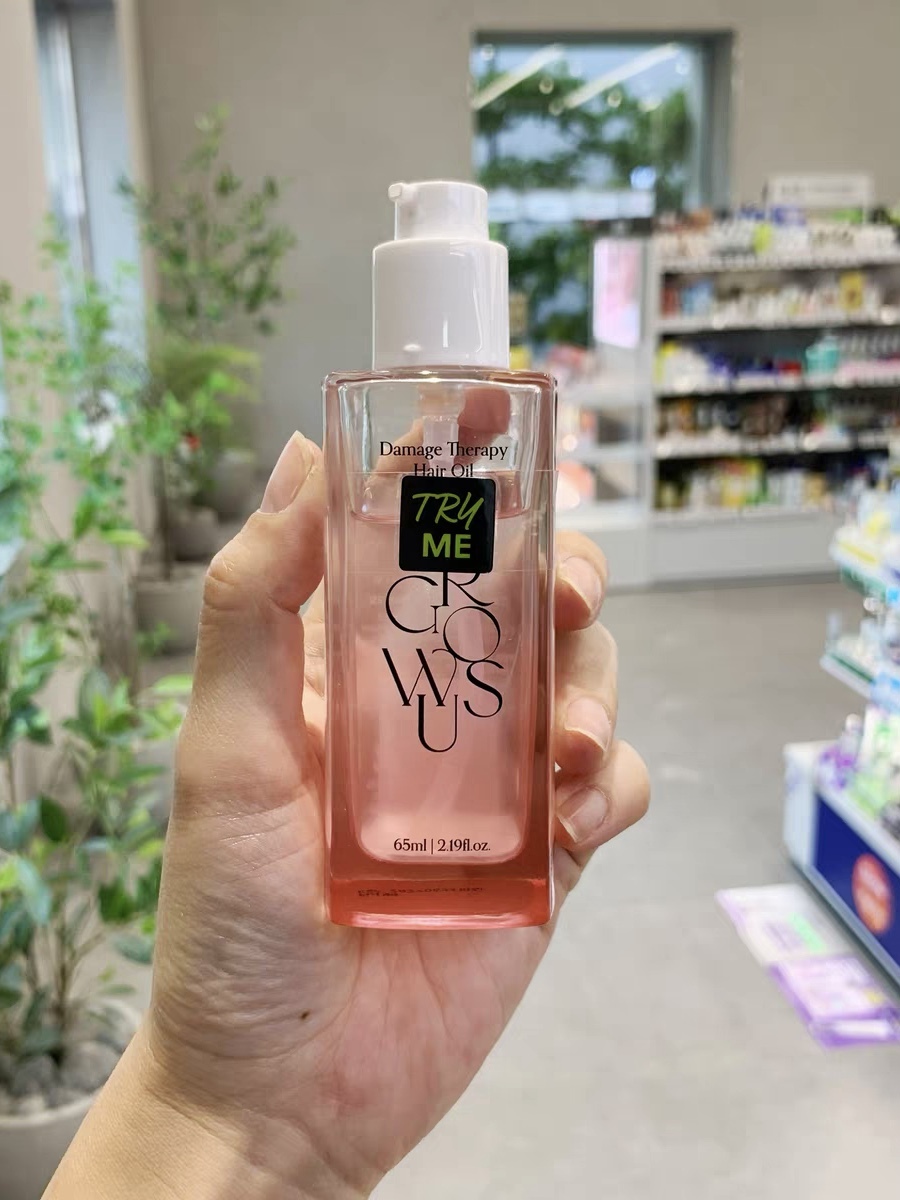 Damage Therapy
Hair Oil
TRY
ME
GROWUS
65ml | 2.19fl.oz.